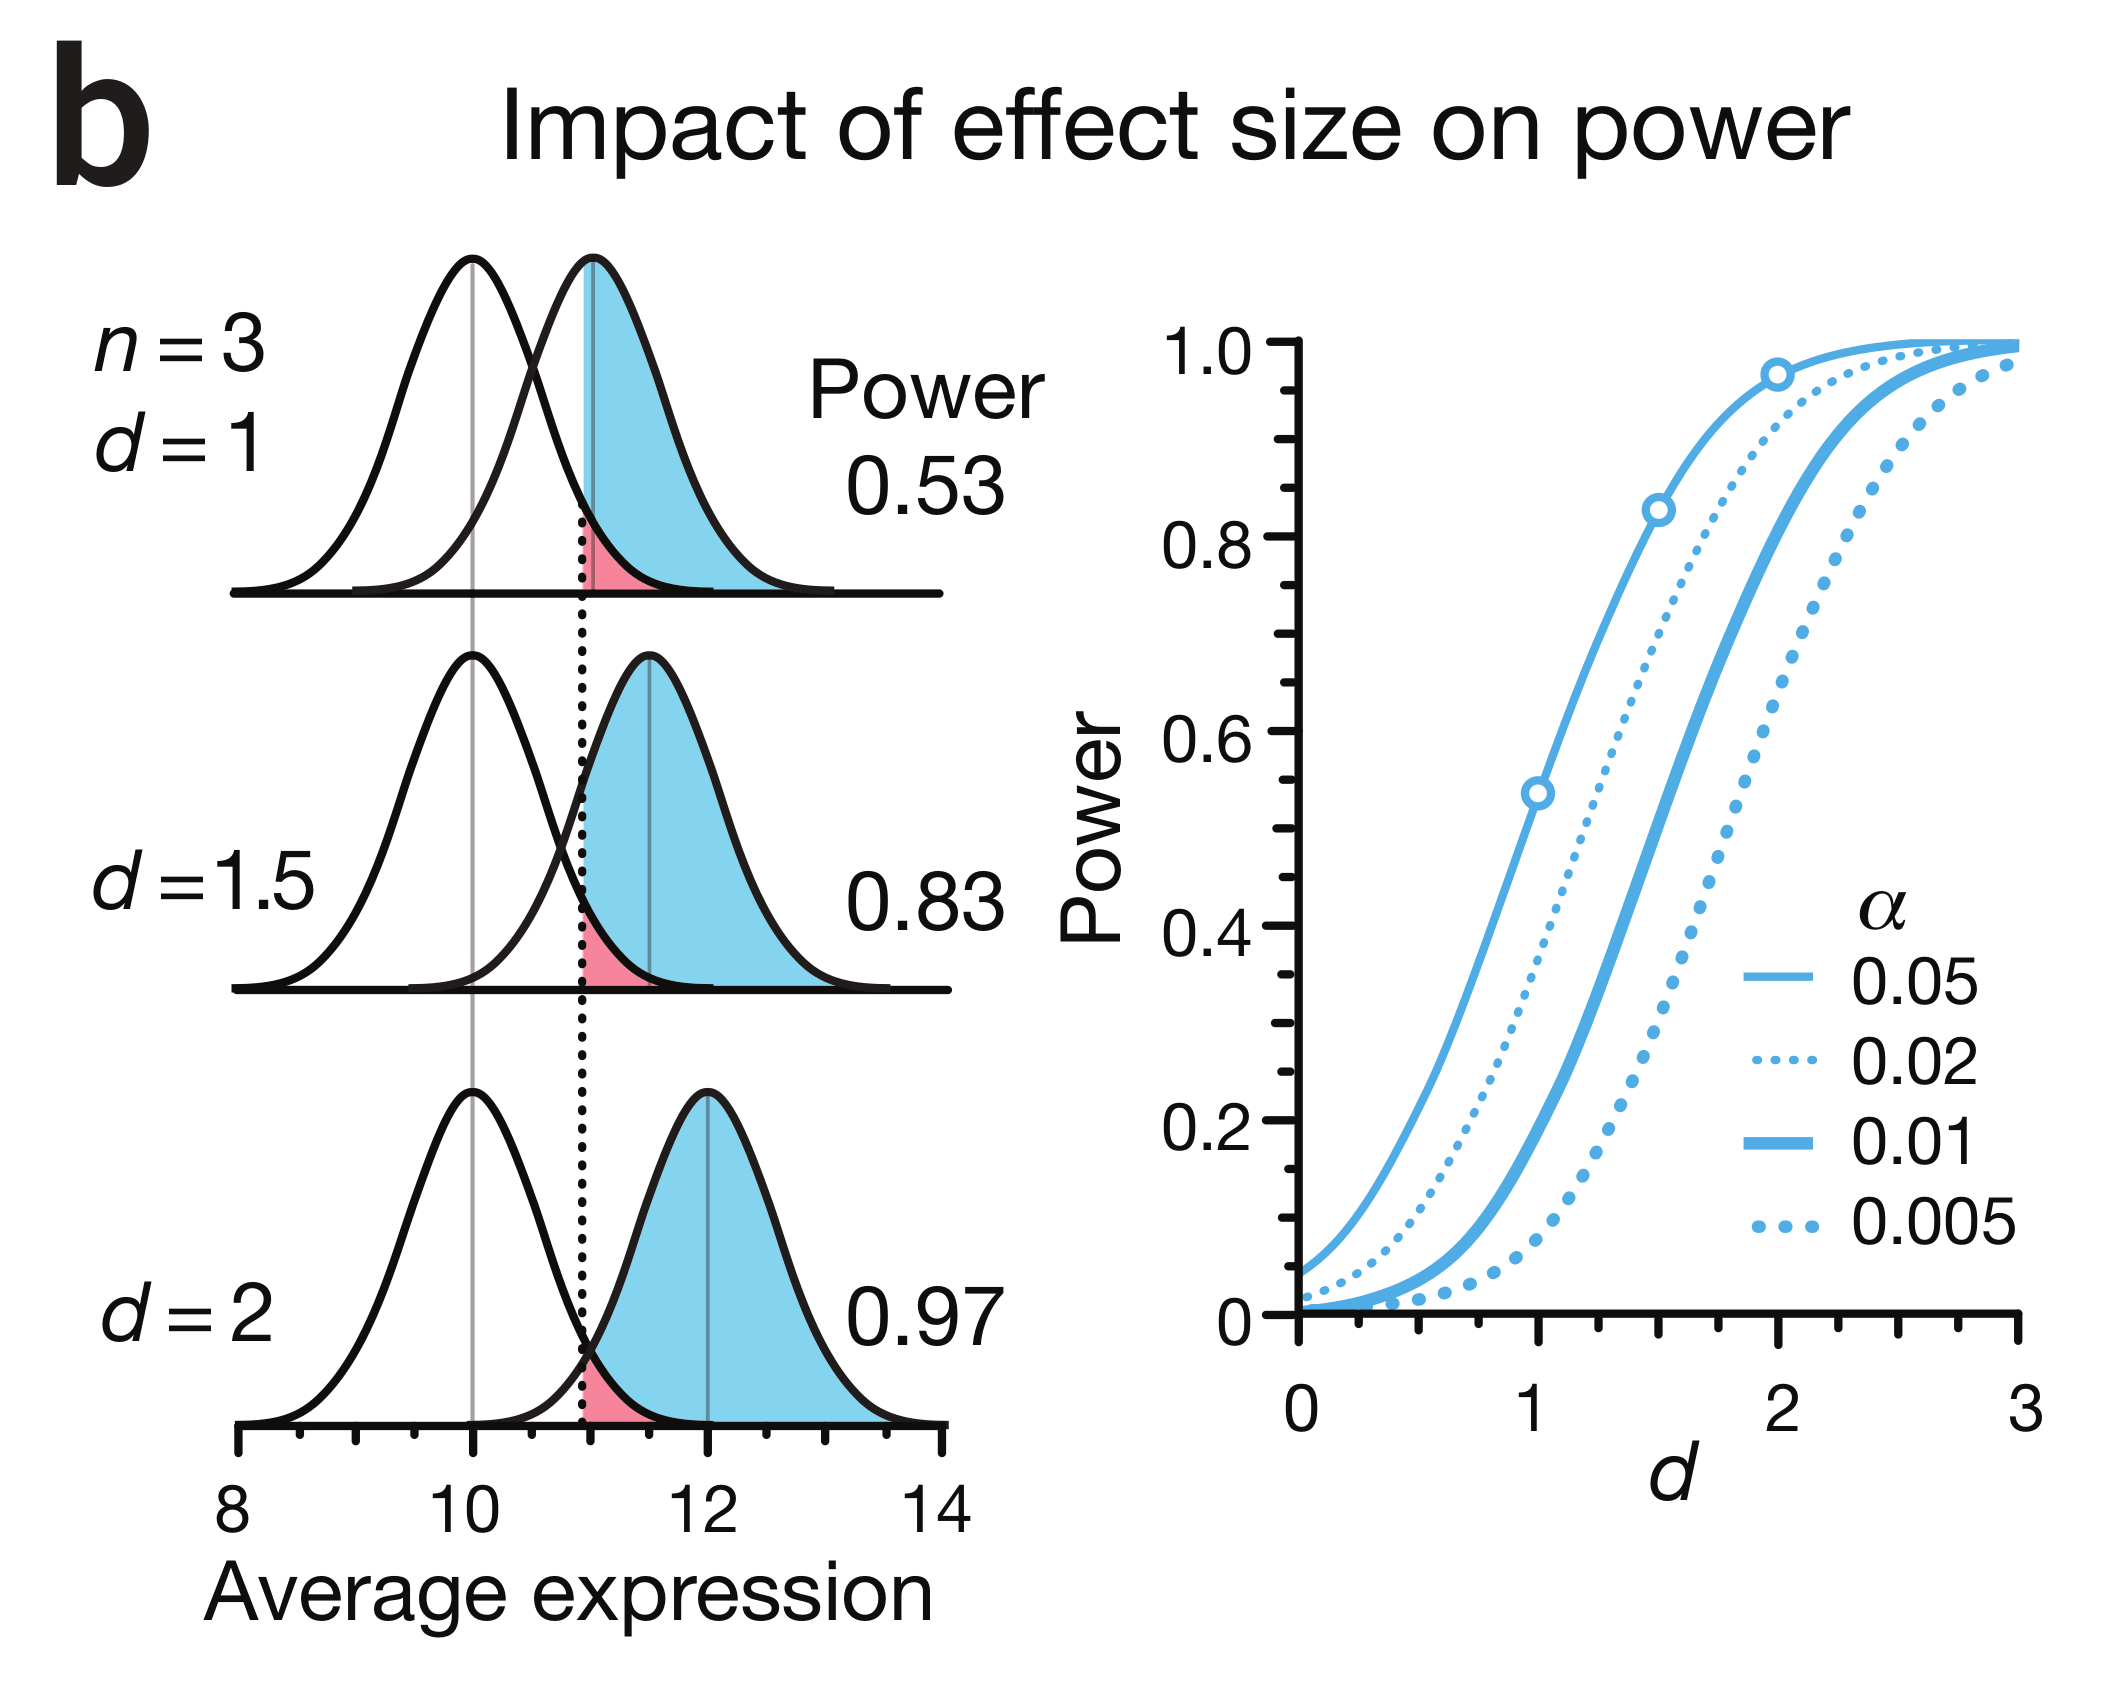 b
Impact of effect size on power
n = 3
d = 1
Power
0.53
d = 1.5
0.83
d = 2
0.97
8 10 12 14
Average expression
Power
1.0
0.8
0.6
0.4
0.2
0
0 1 2 3
d
α
0.05
0.02
0.01
0.005